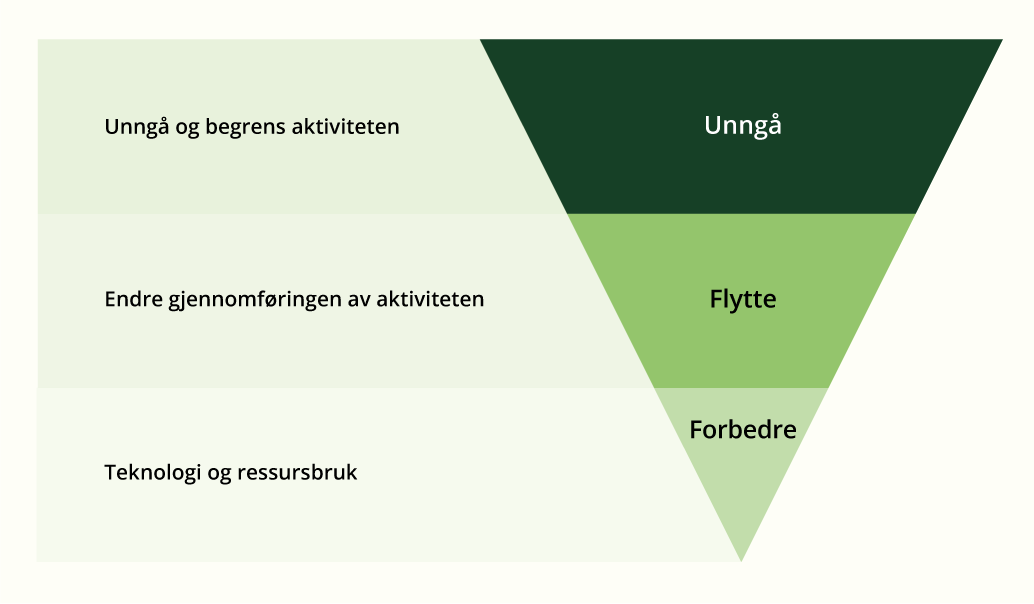 Unngå og begrens aktiviteten
Unngå
Endre gjennomføringen av aktiviteten
Flytte
Forbedre
Teknologi og ressursbruk